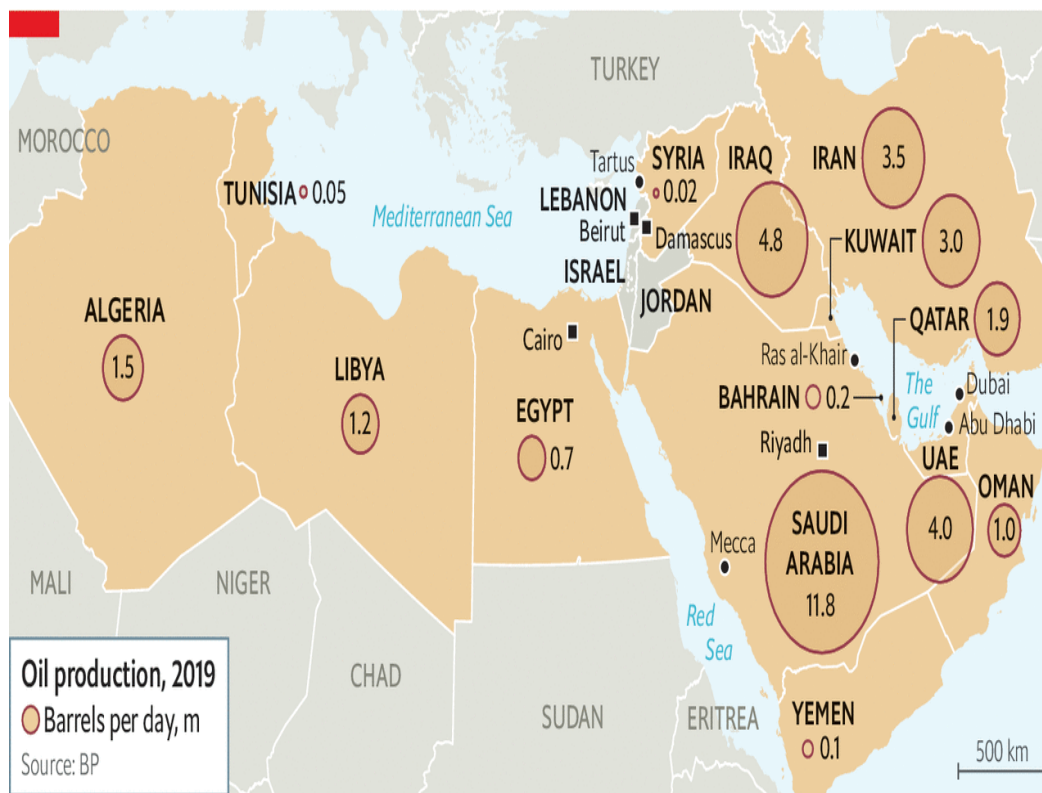 TURKEY
MOROCCO
Tartus
SYRIA
0.02
IRAQ
4.8
IRAN
3.5
TUNISIA
0.05
Mediterranean Sea
LEBANON
Beirut
Damascus
KUWAIT
3.0
ISRAEL
JORDAN
ALGERIA
1.5
LIBYA
1.2
Cairo
EGYPT
0.7
QATAR
1.9
Ras al-Khair
BAHRAIN
0.2
The
Gulf
Dubai
Abu Dhabi
Riyadh
UAE
4.0
OMAN
1.0
SAUDI
ARABIA
11.8
Mecca
Red
Sea
MALI
NIGER
CHAD
SUDAN
ERITREA
YEMEN
0.1
Oil production, 2019
Barrels per day, m
Source: BP
500 km